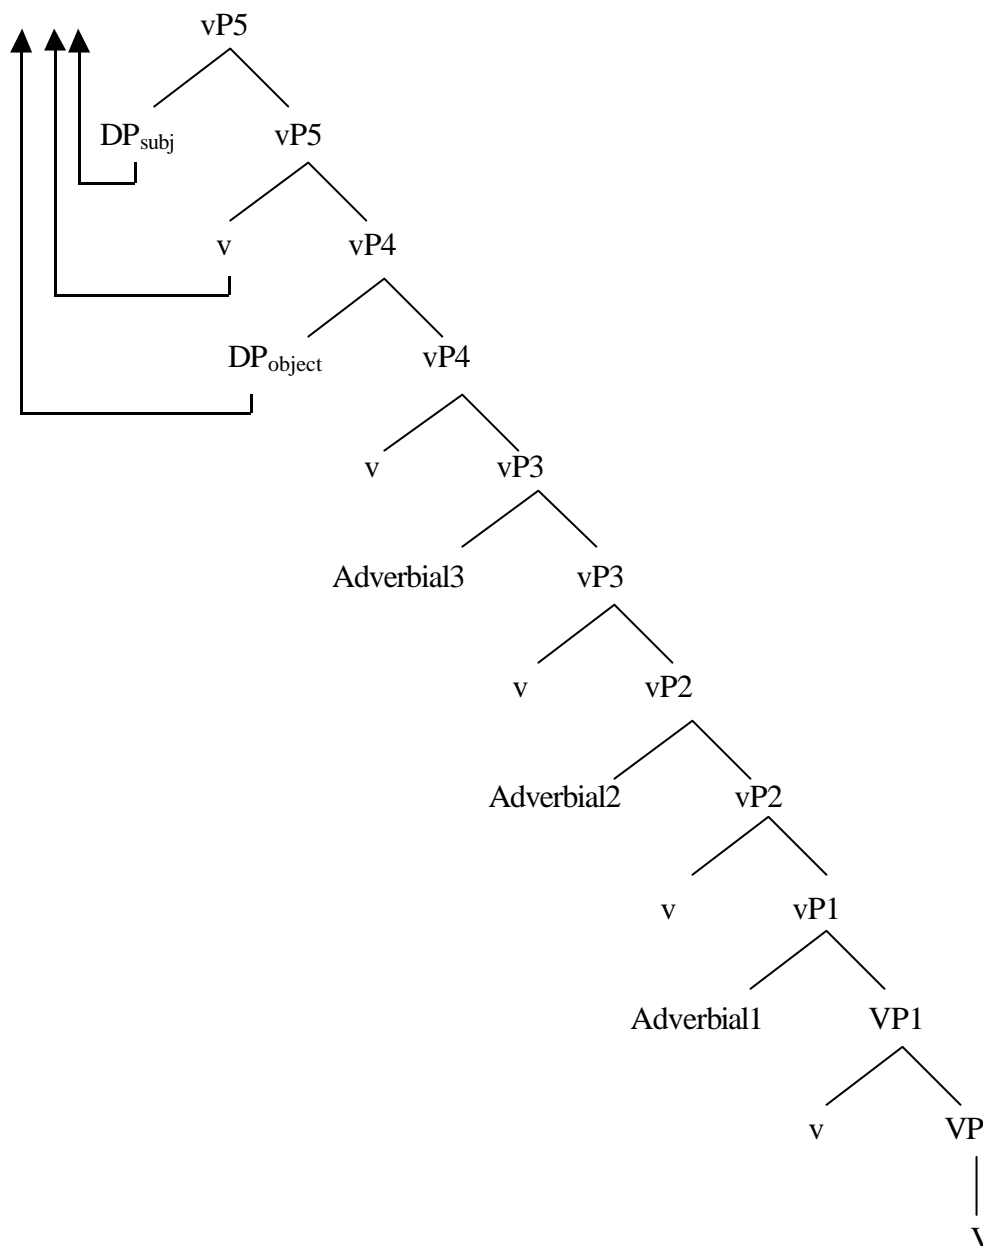 vP5
DPsubj vP5
v vP4
DPobject vP4
v vP3
Adverbial3 vP3
v vP2
Adverbial2 vP2
v vP1
Adverbial1 VP1
v VP
V